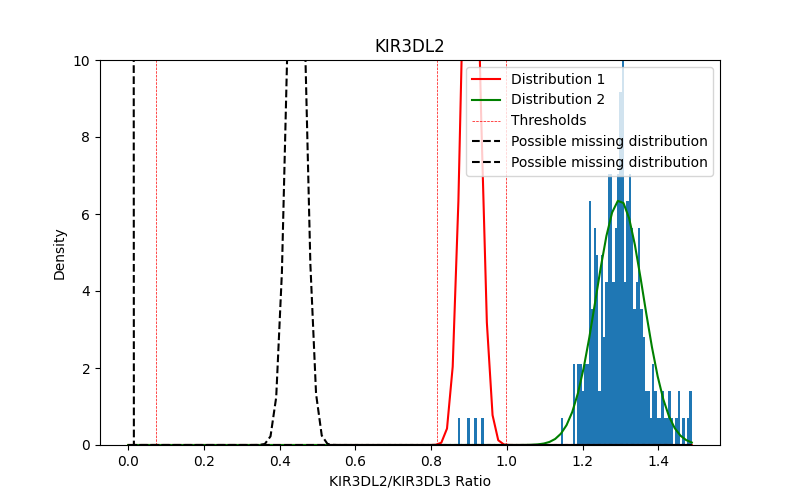 KIR3DL2
10
8
6
4
2
0
Density
Distribution 1
Distribution 2
Thresholds
Possible missing distribution
Possible missing distribution
0.0 0.2 0.4 0.6 0.8 1.0 1.2 1.4
KIR3DL2/KIR3DL3 Ratio